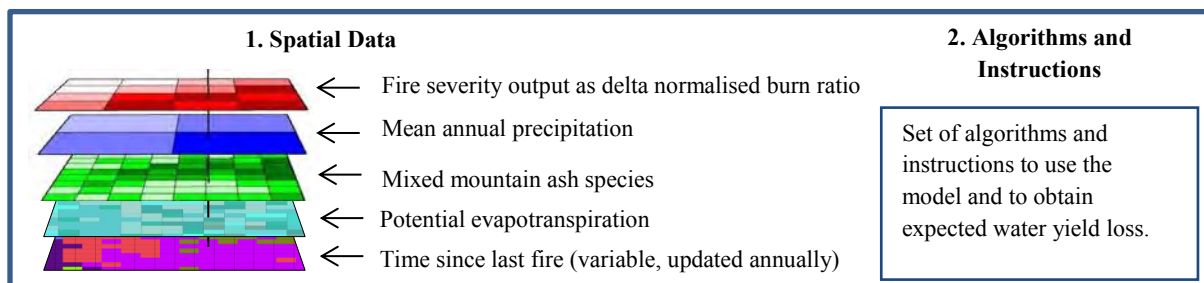 1. Spatial Data
Fire severity output as delta normalised burn ratio
Mean annual precipitation
Mixed mountain ash species
Potential evapotranspiration
Time since last fire (variable, updated annually)
2. Algorithms and
Instructions
Set of algorithms and
instructions to use the
model and to obtain
expected water yield loss.